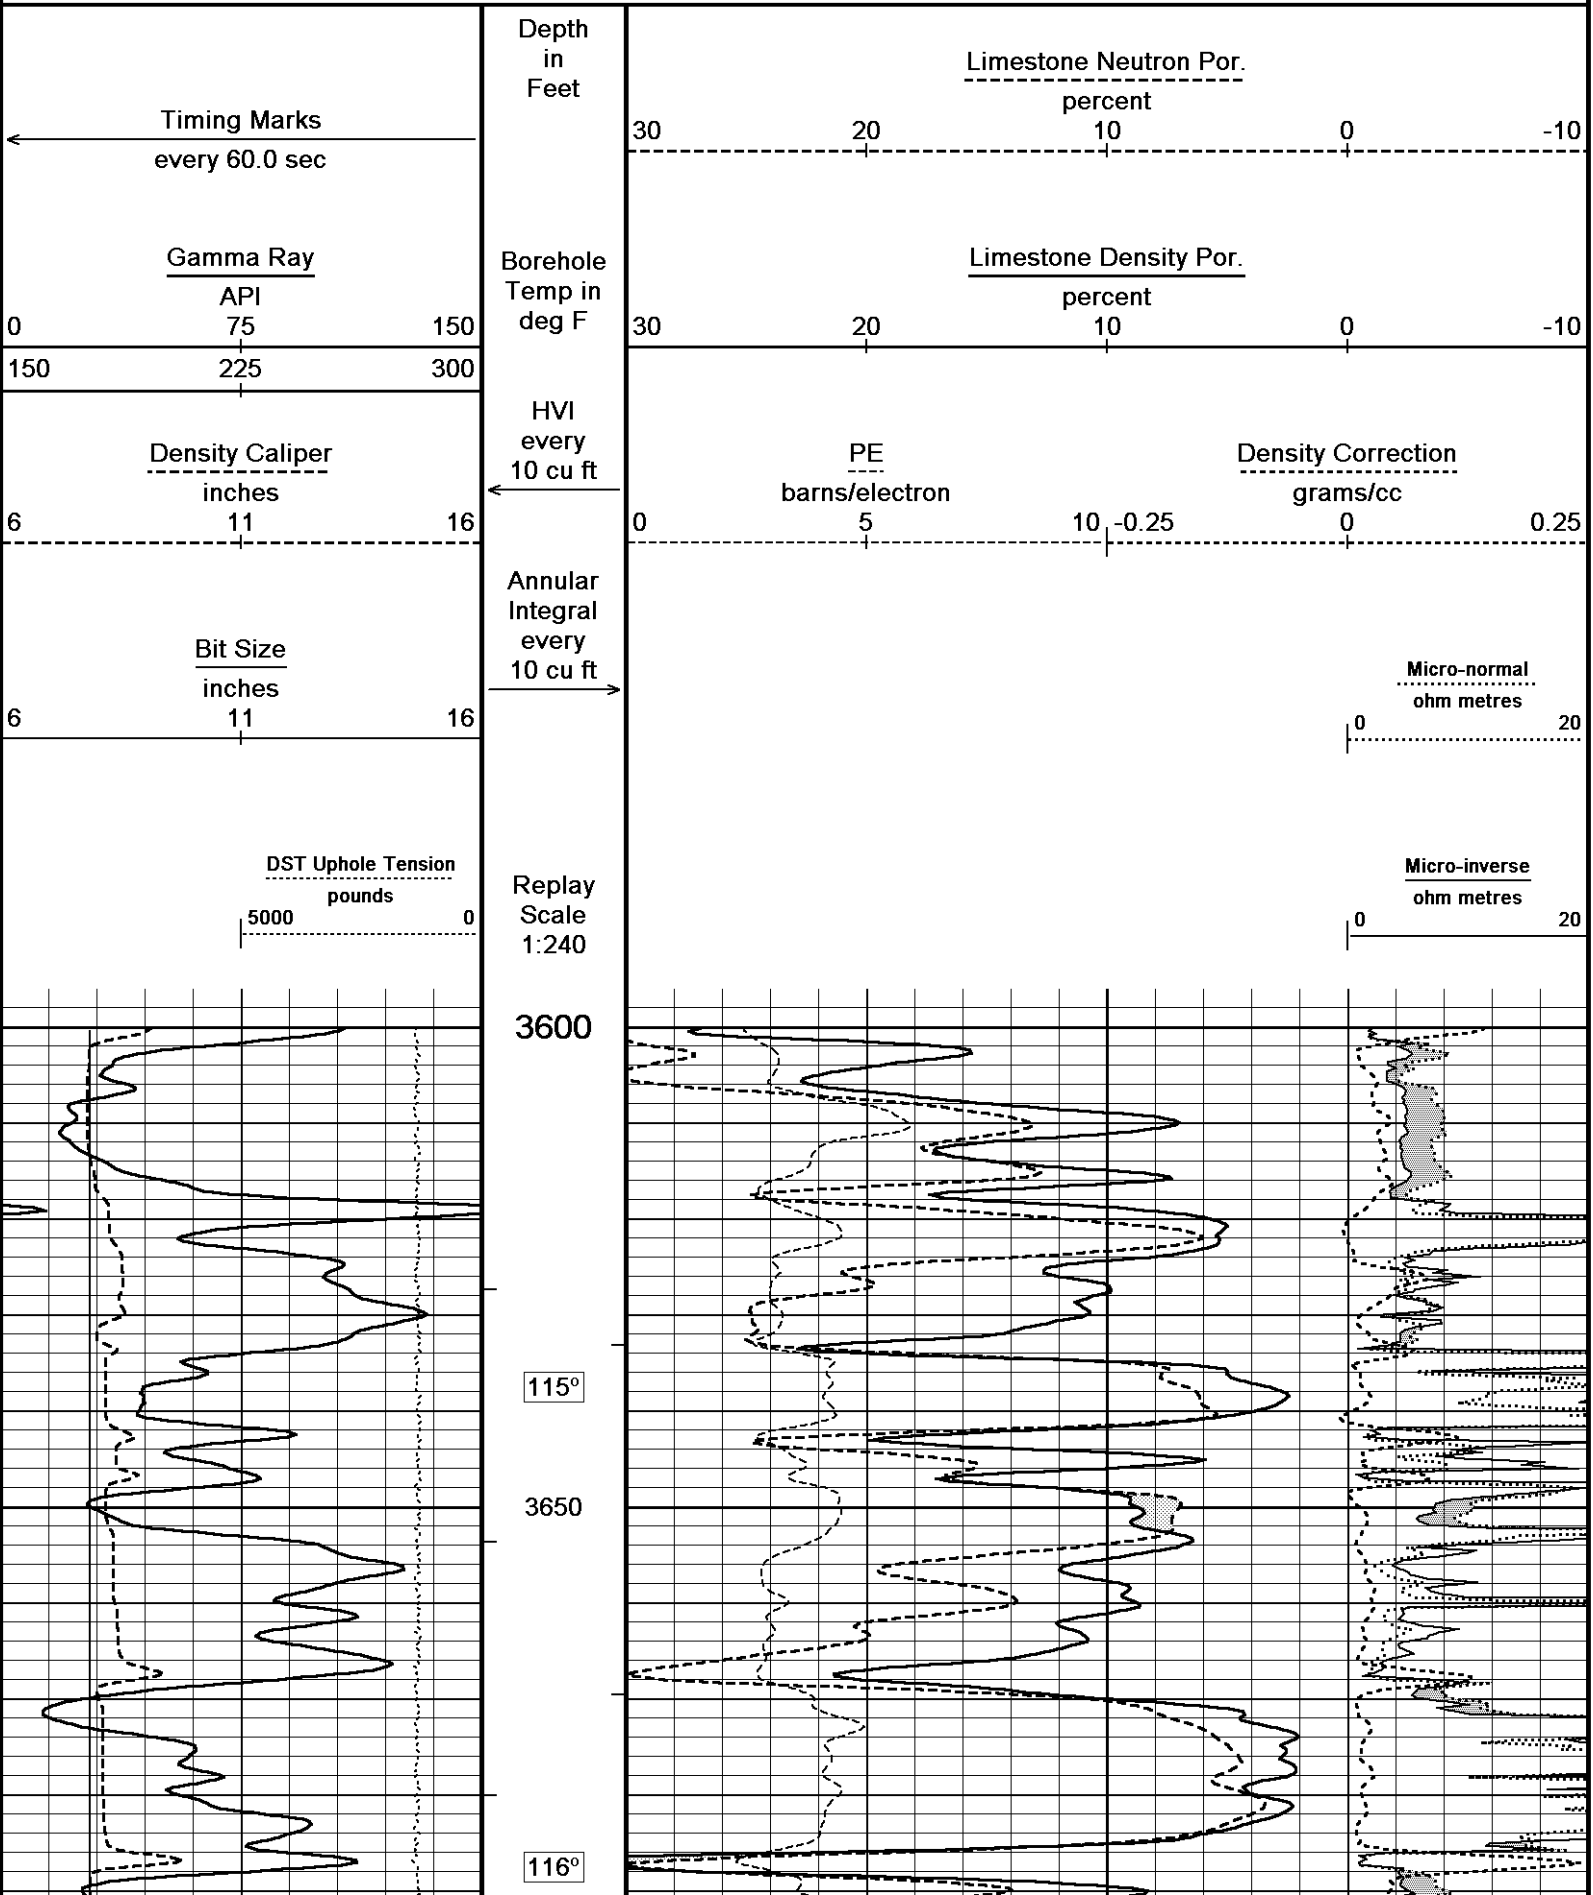 Timing Marks
every 60.0 sec
Gamma Ray
API
0 75 150
150 225 300
Density Caliper
inches
6 11 16
Bit Size
inches
6 11 16
DST Uphole Tension
pounds
5000 0
Depth
in
Feet
Borehole
Temp in
deg F
HVI
every
10 cu ft
Annular
Integral
every
10 cu ft
Replay
Scale
1:240
Limestone Neutron Por.
percent
30 20 10 0 -10
Limestone Density Por.
percent
30 20 10 0 -10
PE
barns/electron
0 5 10
Density Correction
grams/cc
-0.25 0 0.25
Micro-normal
ohm metres
0 20
Micro-inverse
ohm metres
0 20
3600
115º
3650
116º